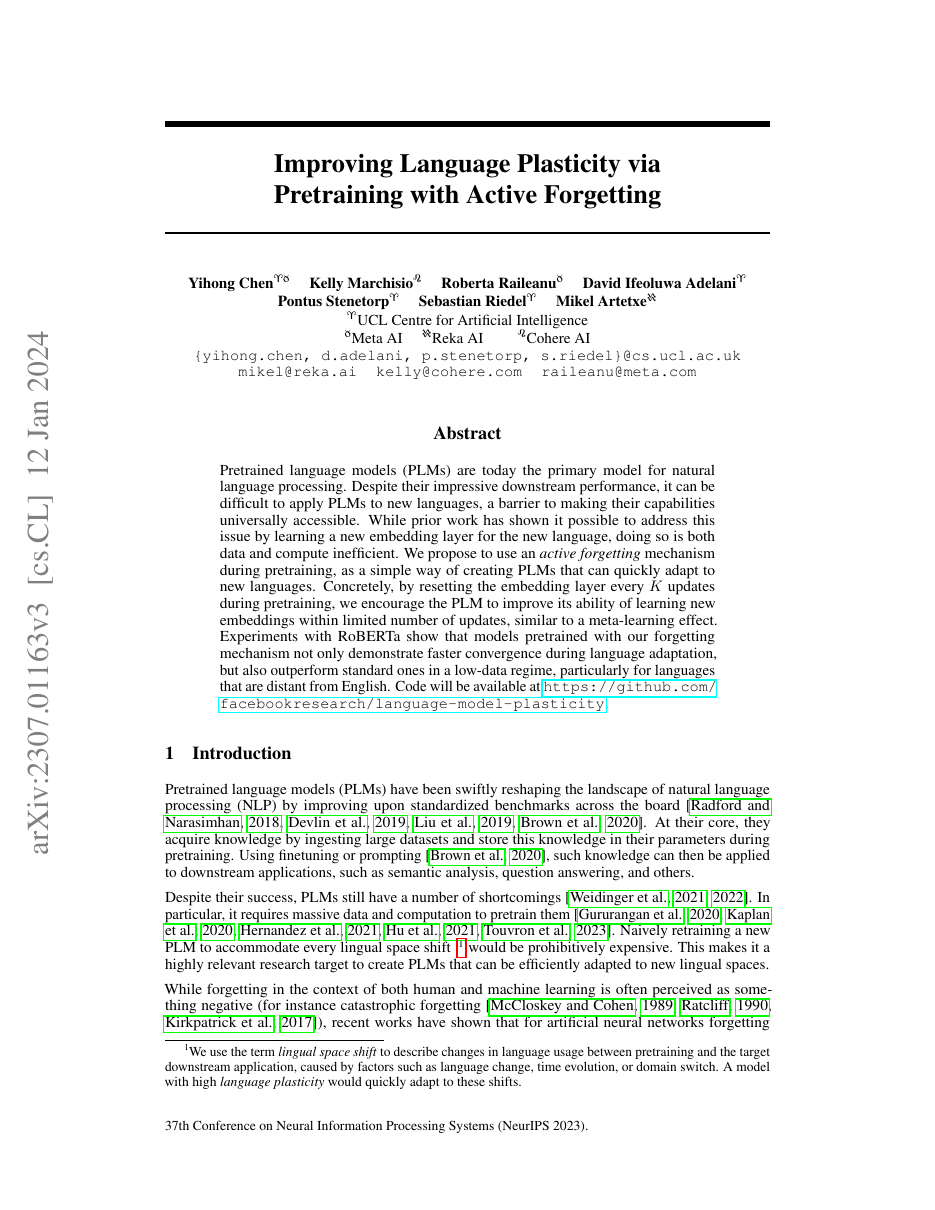 Improving Language Plasticity via
Pretraining with Active Forgetting
Yihong Chen♈♉ Kelly Marchisio♌ Roberta Raileanu♉ David Ifeoluwa Adelani♈
Pontus Stenetorp♈ Sebastian Riedel♈ Mikel Artetxe
♈UCL Centre for Artificial Intelligence
♉Meta AI Reka AI ♌Cohere AI
{yihong.chen, d.adelani, p.stenetorp, s.riedel}@cs.ucl.ac.uk
mikel@reka.ai kelly@cohere.com raileanu@meta.com
Abstract
Pretrained language models (PLMs) are today the primary model for natural
language processing. Despite their impressive downstream performance, it can be
difficult to apply PLMs to new languages, a barrier to making their capabilities
universally accessible. While prior work has shown it possible to address this
issue by learning a new embedding layer for the new language, doing so is both
data and compute inefficient. We propose to use an active forgetting mechanism
during pretraining, as a simple way of creating PLMs that can quickly adapt to
new languages. Concretely, by resetting the embedding layer every K updates
during pretraining, we encourage the PLM to improve its ability of learning new
embeddings within limited number of updates, similar to a meta-learning effect.
Experiments with RoBERTa show that models pretrained with our forgetting
mechanism not only demonstrate faster convergence during language adaptation,
but also outperform standard ones in a low-data regime, particularly for languages
that are distant from English. Code will be available at https://github.com/
facebookresearch/language-model-plasticity.
1 Introduction
Pretrained language models (PLMs) have been swiftly reshaping the landscape of natural language
processing (NLP) by improving upon standardized benchmarks across the board [Radford and
Narasimhan, 2018, Devlin et al., 2019, Liu et al., 2019, Brown et al., 2020]. At their core, they
acquire knowledge by ingesting large datasets and store this knowledge in their parameters during
pretraining. Using finetuning or prompting [Brown et al., 2020], such knowledge can then be applied
to downstream applications, such as semantic analysis, question answering, and others.
Despite their success, PLMs still have a number of shortcomings [Weidinger et al., 2021, 2022]. In
particular, it requires massive data and computation to pretrain them [Gururangan et al., 2020, Kaplan
et al., 2020, Hernandez et al., 2021, Hu et al., 2021, Touvron et al., 2023]. Naively retraining a new
PLM to accommodate every lingual space shift 1 would be prohibitively expensive. This makes it a
highly relevant research target to create PLMs that can be efficiently adapted to new lingual spaces.
While forgetting in the context of both human and machine learning is often perceived as some-
thing negative (for instance catastrophic forgetting [McCloskey and Cohen, 1989, Ratcliff, 1990,
Kirkpatrick et al., 2017]), recent works have shown that for artificial neural networks forgetting
1We use the term lingual space shift to describe changes in language usage between pretraining and the target
downstream application, caused by factors such as language change, time evolution, or domain switch. A model
with high language plasticity would quickly adapt to these shifts.
37th Conference on Neural Information Processing Systems (NeurIPS 2023).
arXiv:2307.01163v3 [cs.CL] 12 Jan 2024